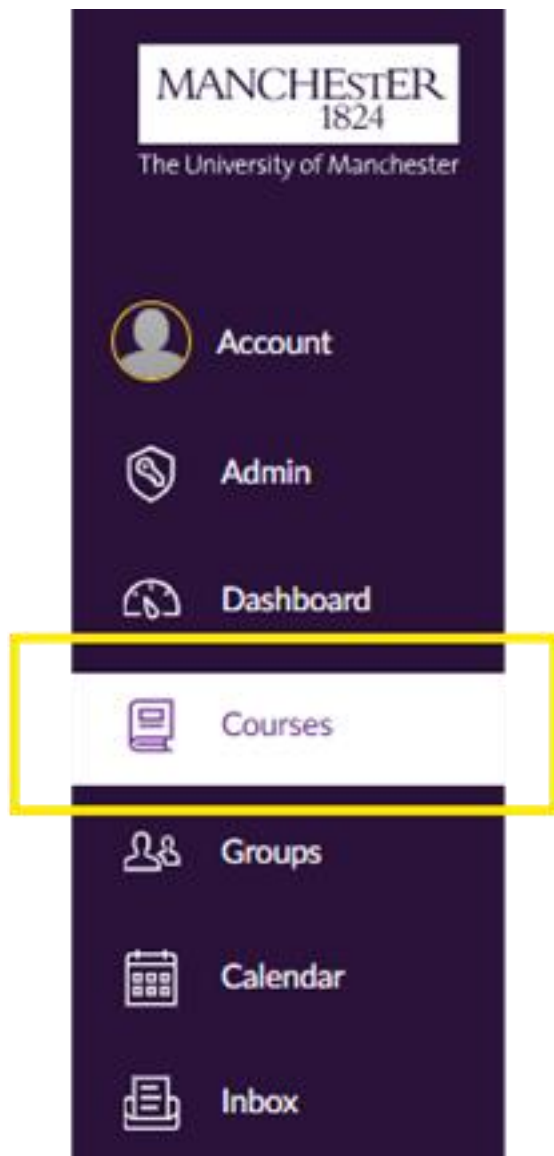 MANCHESTER
1824
The University of Manchester
Account
Admin
Dashboard
Courses
Groups
Calendar
Inbox